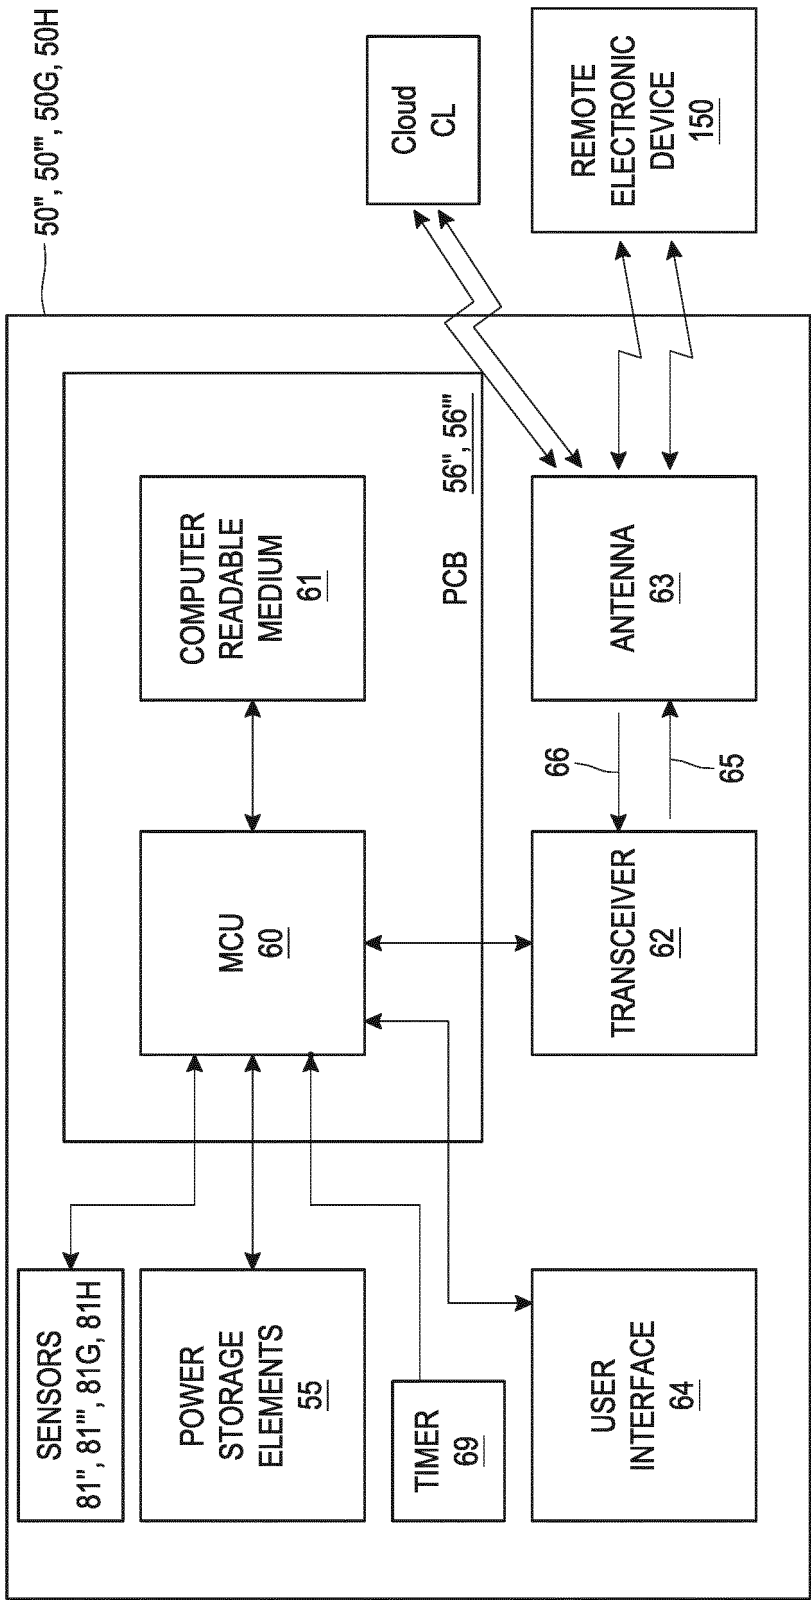 50", 50"', 50G, 50H
SENSORS
81", 81"', 81G, 81H
POWER
STORAGE
ELEMENTS
55
TIMER
69
USER
INTERFACE
64
MCU
60
COMPUTER
READABLE
MEDIUM
61
PCB
56", 56"'
TRANSCEIVER
62
66
65
ANTENNA
63
Cloud
CL
REMOTE
ELECTRONIC
DEVICE
150